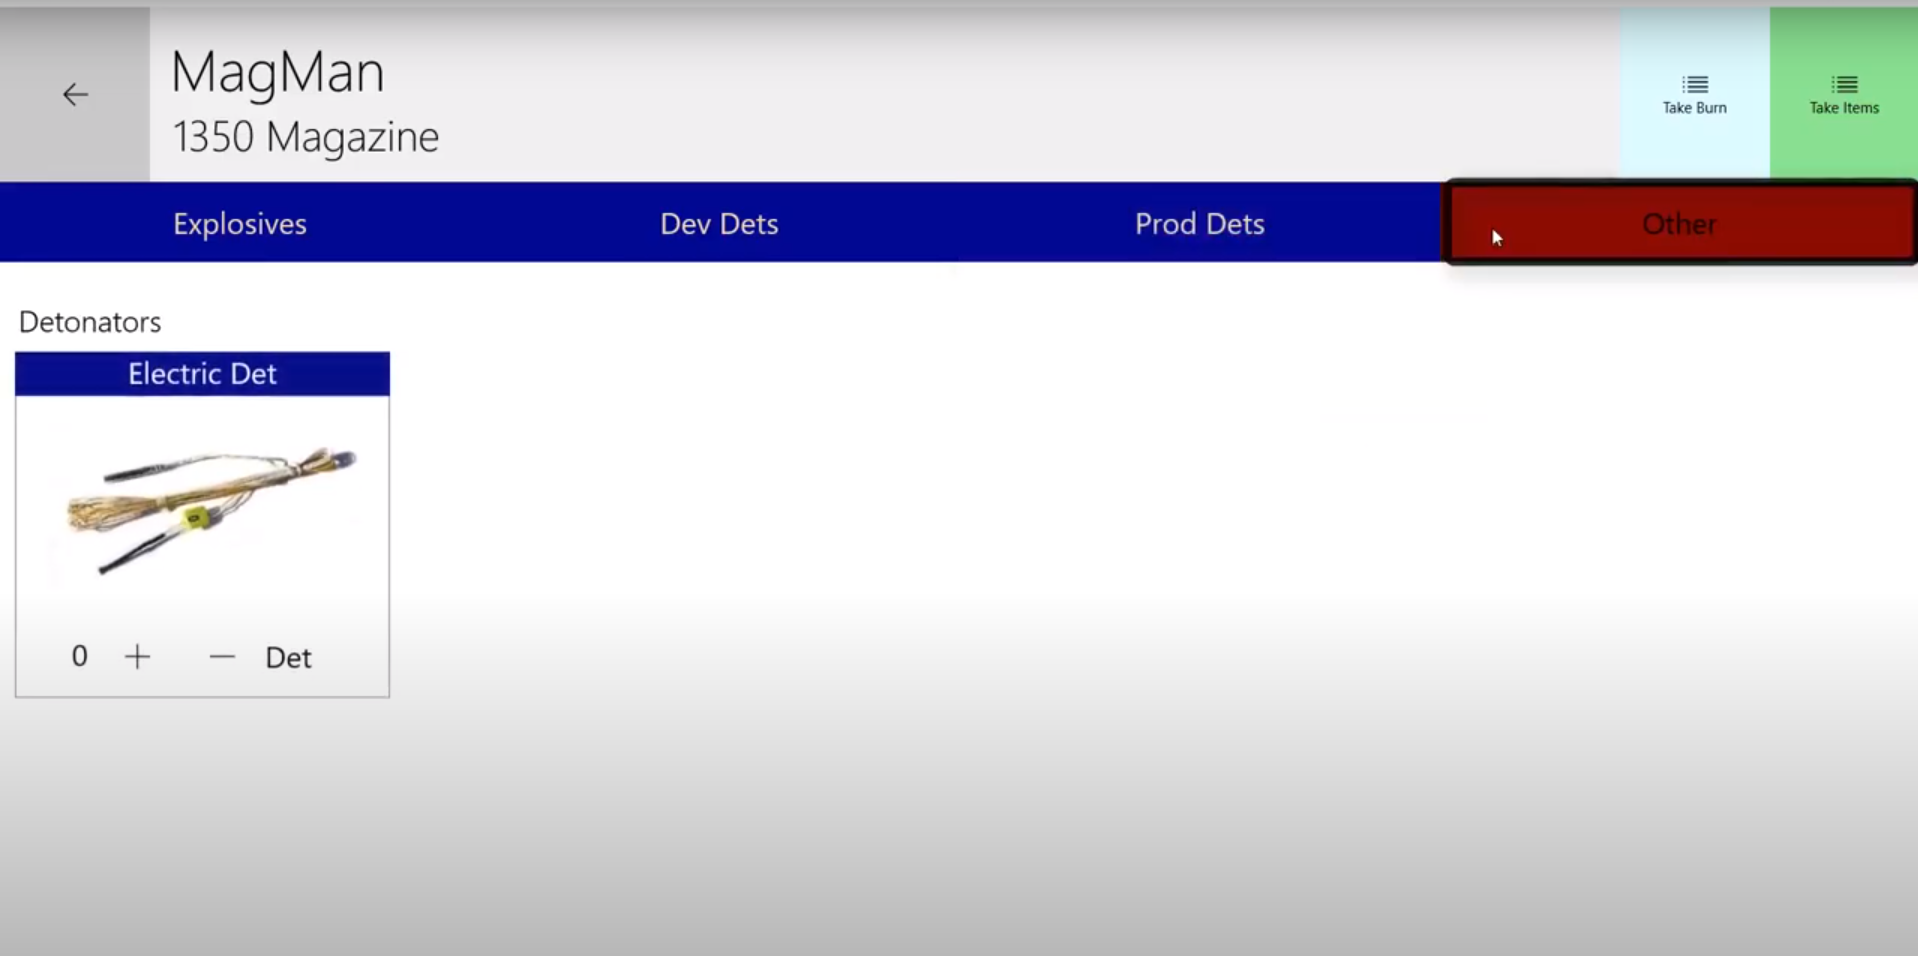 MagMan
1350 Magazine
Take Burn
Take Items
Explosives
Dev Dets
Prod Dets
Other
Detonators
Electric Det
0 + − Det